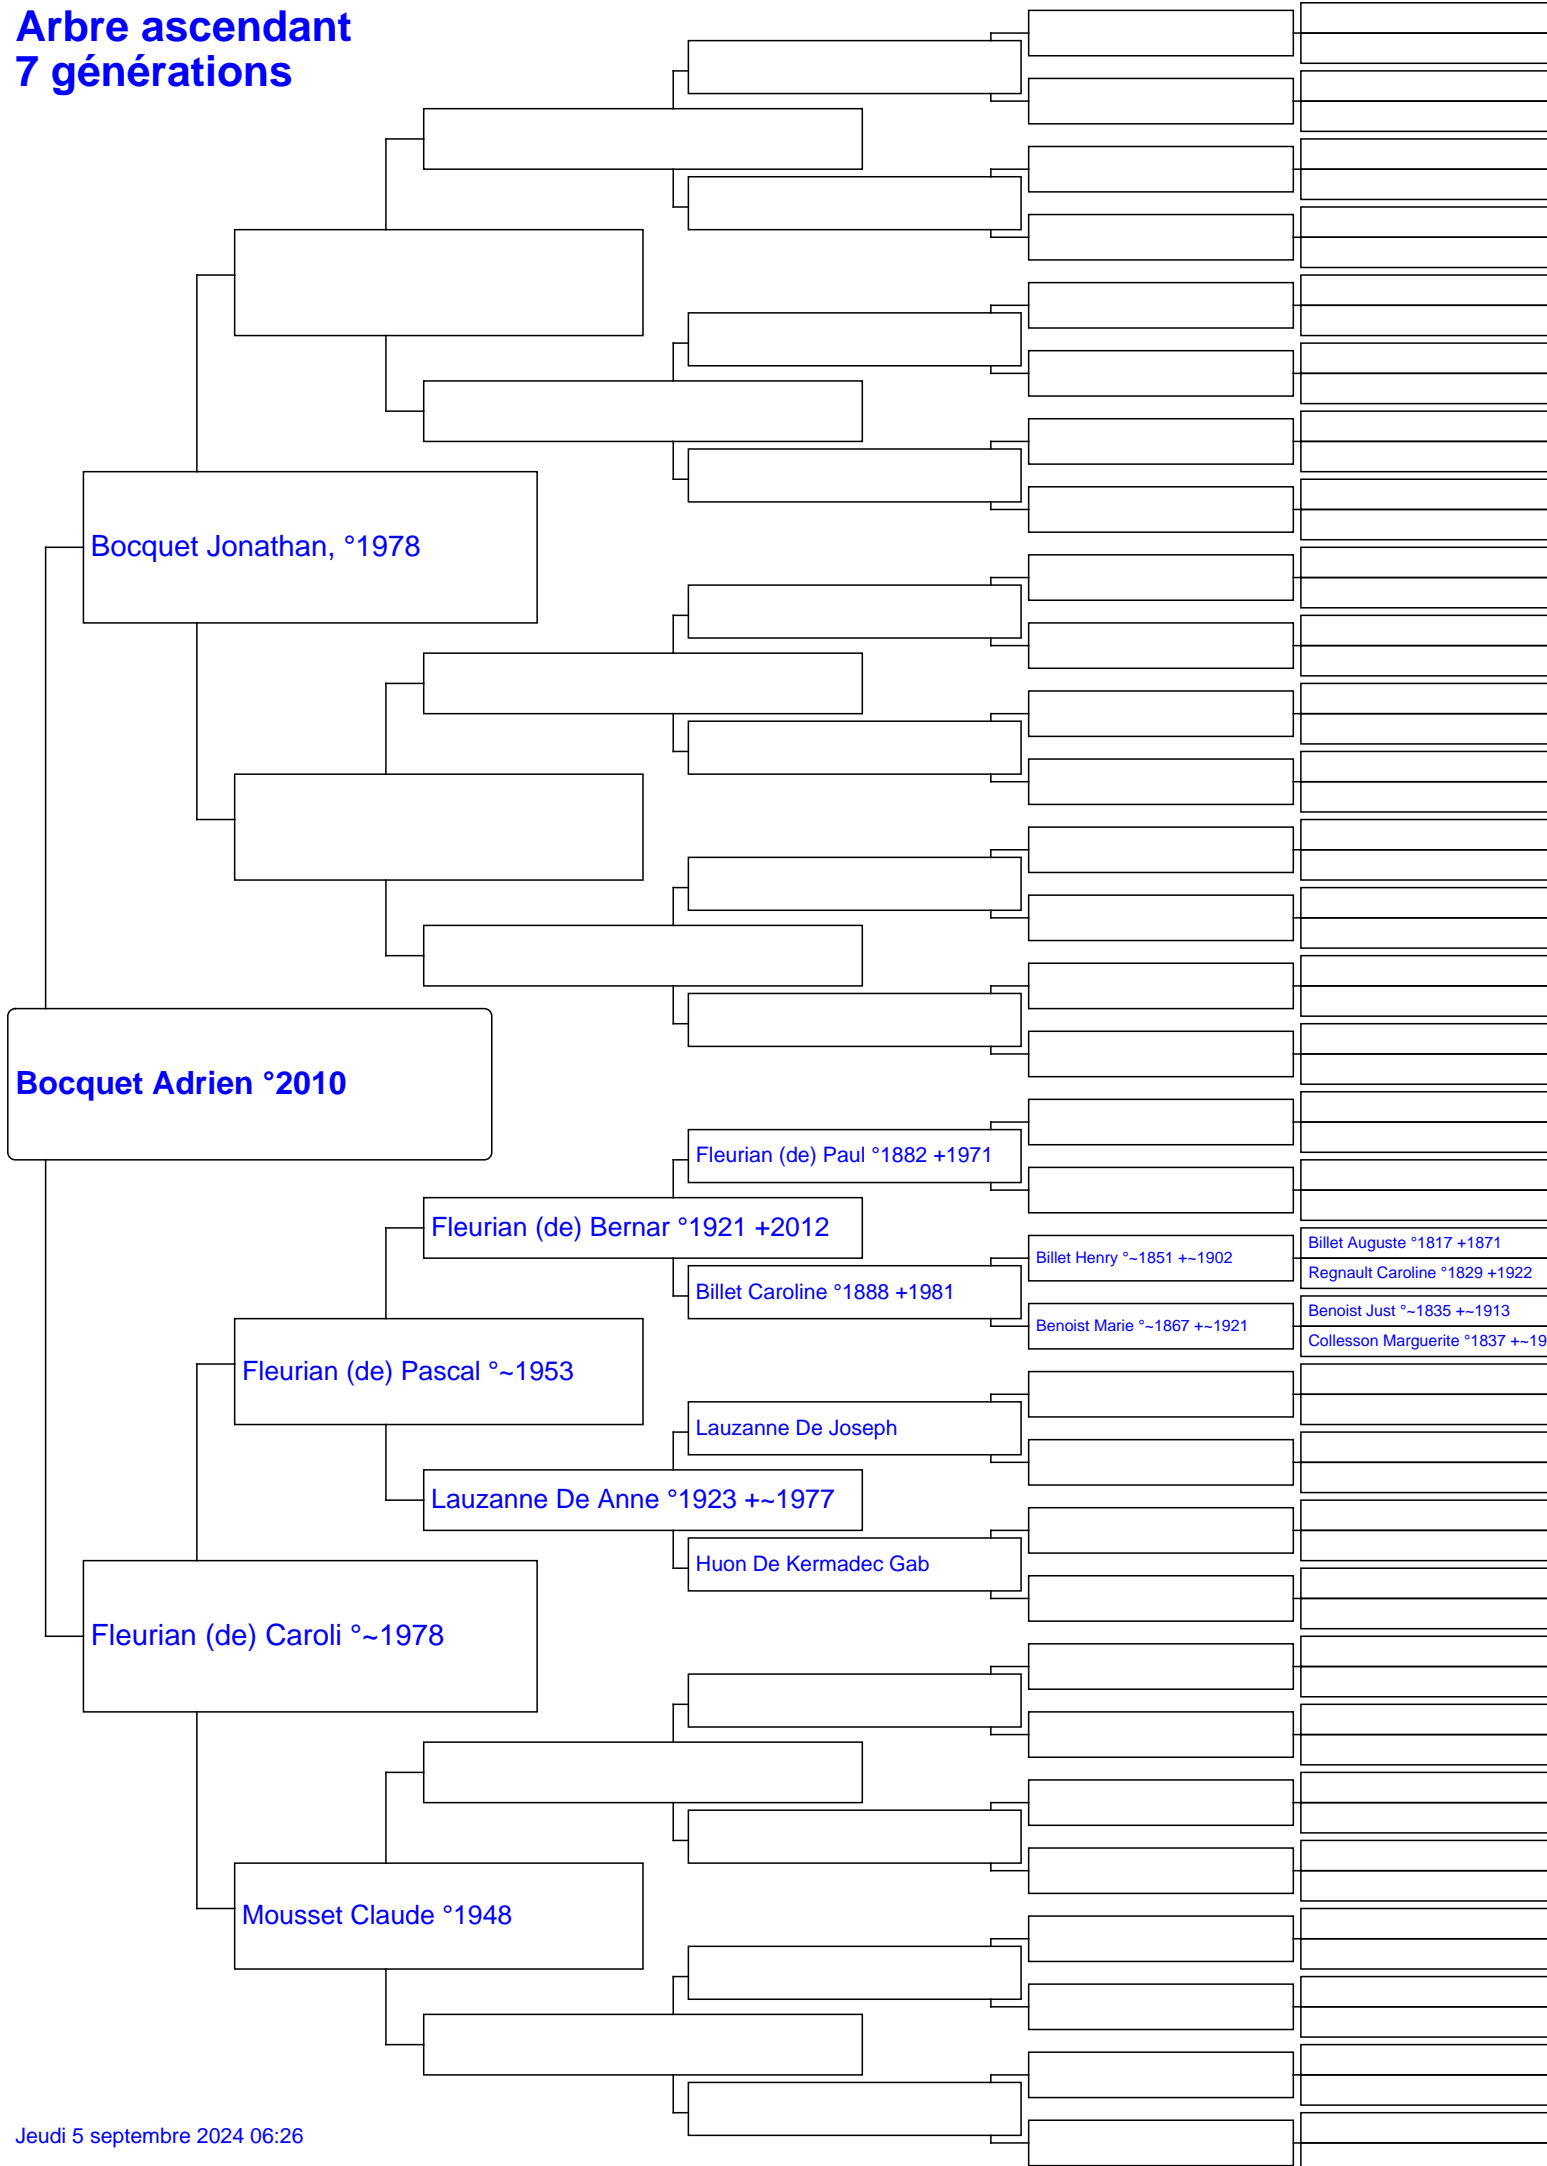 Arbre ascendant
7 générations
Bocquet Jonathan, °1978
Bocquet Adrien °2010
Fleurian (de) Paul °1882 +1971
Fleurian (de) Bernar °1921 +2012
Billet Auguste °1817 +1871
Billet Henry °~1851 +~1902
Regnault Caroline °1829 +1922
Billet Caroline °1888 +1981
Benoist Just °~1835 +~1913
Benoist Marie °~1867 +~1921
Collesson Marguerite °1837 +~19
Fleurian (de) Pascal °~1953
Lauzanne De Joseph
Lauzanne De Anne °1923 +~1977
Huon De Kermadec Gab
Fleurian (de) Caroli °~1978
Mousset Claude °1948
Jeudi 5 septembre 2024 06:26